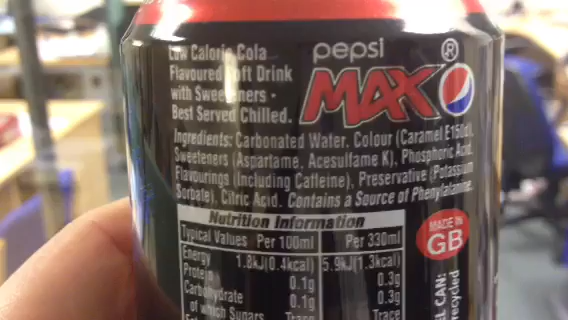 Low Calorie Cola
Flavoured Soft Drink
with Sweeteners -
Best Served Chilled.
pepsi
MAX
®
Ingredients: Carbonated Water, Colour (Caramel E150d),
Sweeteners (Aspartame, Acesulfame K), Phosphoric Acid,
Flavourings (Including Caffeine), Preservative (Potassium
Sorbate), Citric Acid. Contains a Source of Phenylalanine.
Nutrition Information
Typical Values Per 100ml Per 330ml
Energy 1.8kJ(0.4kcal) 5.9kJ(1.3kcal)
Protein 0.1g 0.3g
Carbohydrate 0.1g 0.3g
of which Sugars Trace Trace
MADE IN
GB
CAN:
recycled